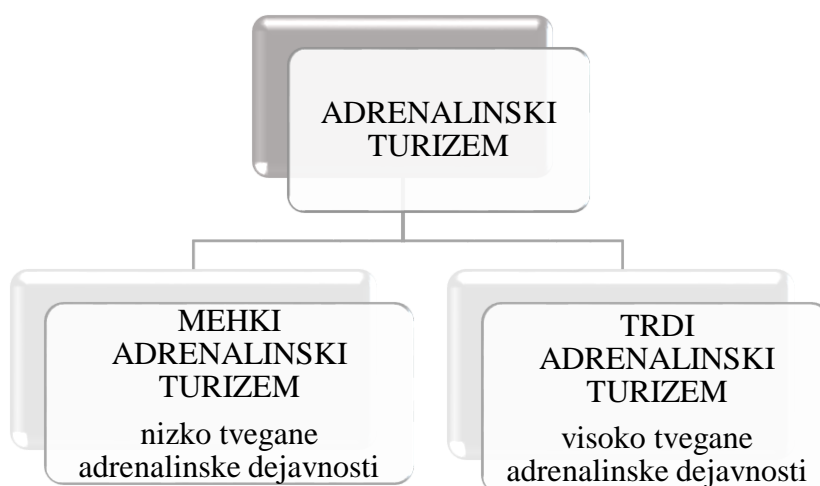 ADRENALINSKI
TURIZEM
MEHKI
ADRENALINSKI
TURIZEM
nizko tvegane
adrenalinske dejavnosti
TRDI
ADRENALINSKI
TURIZEM
visoko tvegane
adrenalinske dejavnosti